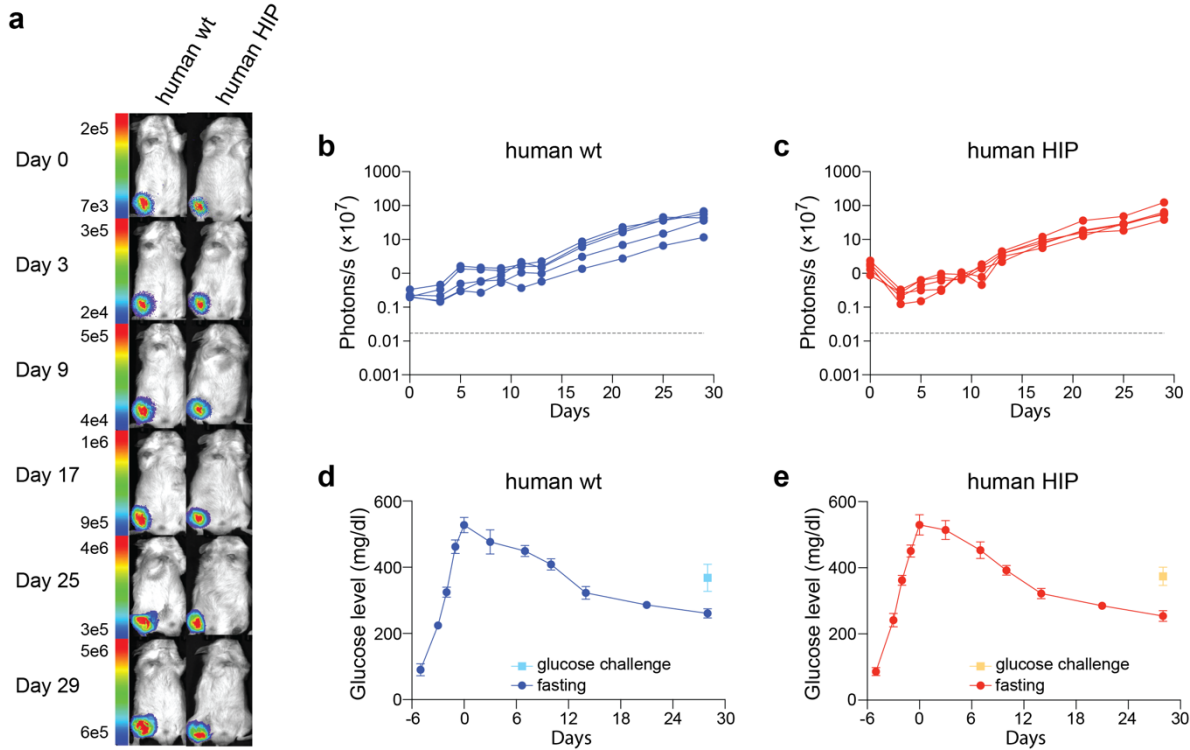 a
human wt
human HIP
Day 0
2e5
7e3
Day 3
3e5
2e4
Day 9
5e5
4e4
Day 17
1e6
9e5
Day 25
4e6
3e5
Day 29
5e6
6e5
b
human wt
Photons/s (×10⁷)
1000
100
10
0
0.1
0.01
0.001
0 5 10 15 20 25 30
Days
c
human HIP
Photons/s (×10⁷)
1000
100
10
0
0.1
0.01
0.001
0 5 10 15 20 25 30
Days
d
human wt
Glucose level (mg/dl)
600
400
200
0
glucose challenge
fasting
-6 0 6 12 18 24 30
Days
e
human HIP
Glucose level (mg/dl)
600
400
200
0
glucose challenge
fasting
-6 0 6 12 18 24 30
Days